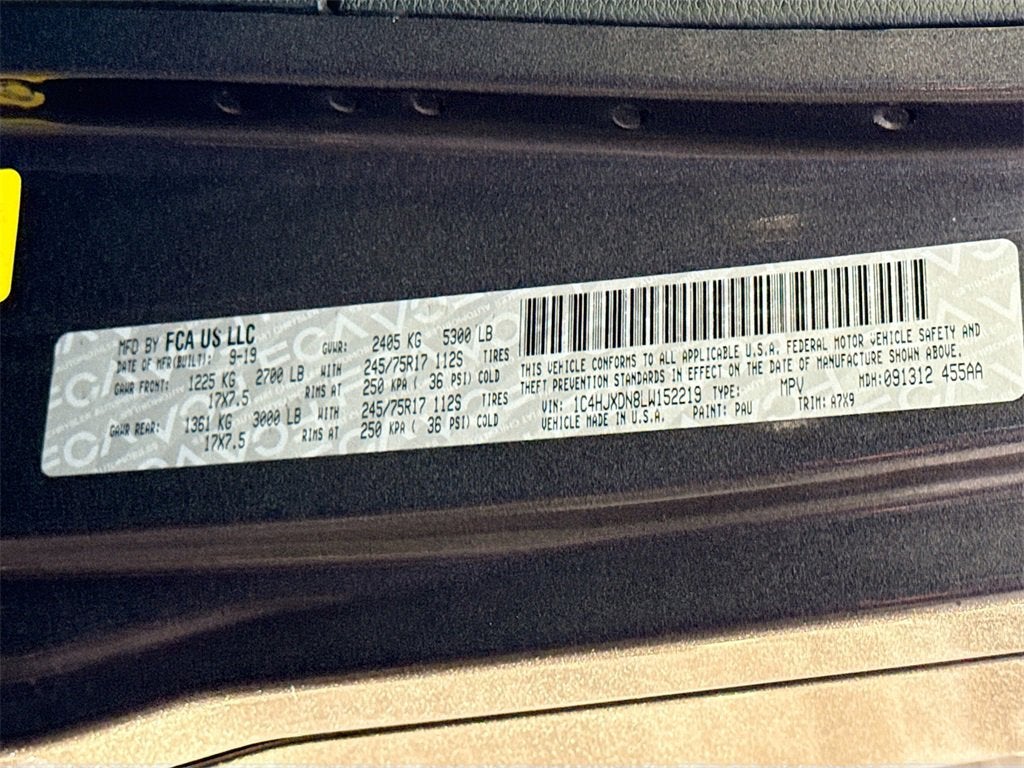 MFD BY FCA US LLC
DATE OF MFR(BUILT): 9-19 GVWR: 2405 KG 5300 LB
GAWR FRONT: 1225 KG 2700 LB WITH 245/75R17 112S TIRES
17X7.5 RIMS AT 250 KPA ( 36 PSI) COLD
GAWR REAR: 1361 KG 3000 LB WITH 245/75R17 112S TIRES
17X7.5 RIMS AT 250 KPA ( 36 PSI) COLD
THIS VEHICLE CONFORMS TO ALL APPLICABLE U.S.A. FEDERAL MOTOR VEHICLE SAFETY AND
THEFT PREVENTION STANDARDS IN EFFECT ON THE DATE OF MANUFACTURE SHOWN ABOVE.
VIN: 1C4HJXDN8LW152219 TYPE: MPV MDH:091312 455AA
VEHICLE MADE IN U.S.A. PAINT: PAU TRIM: A7X9